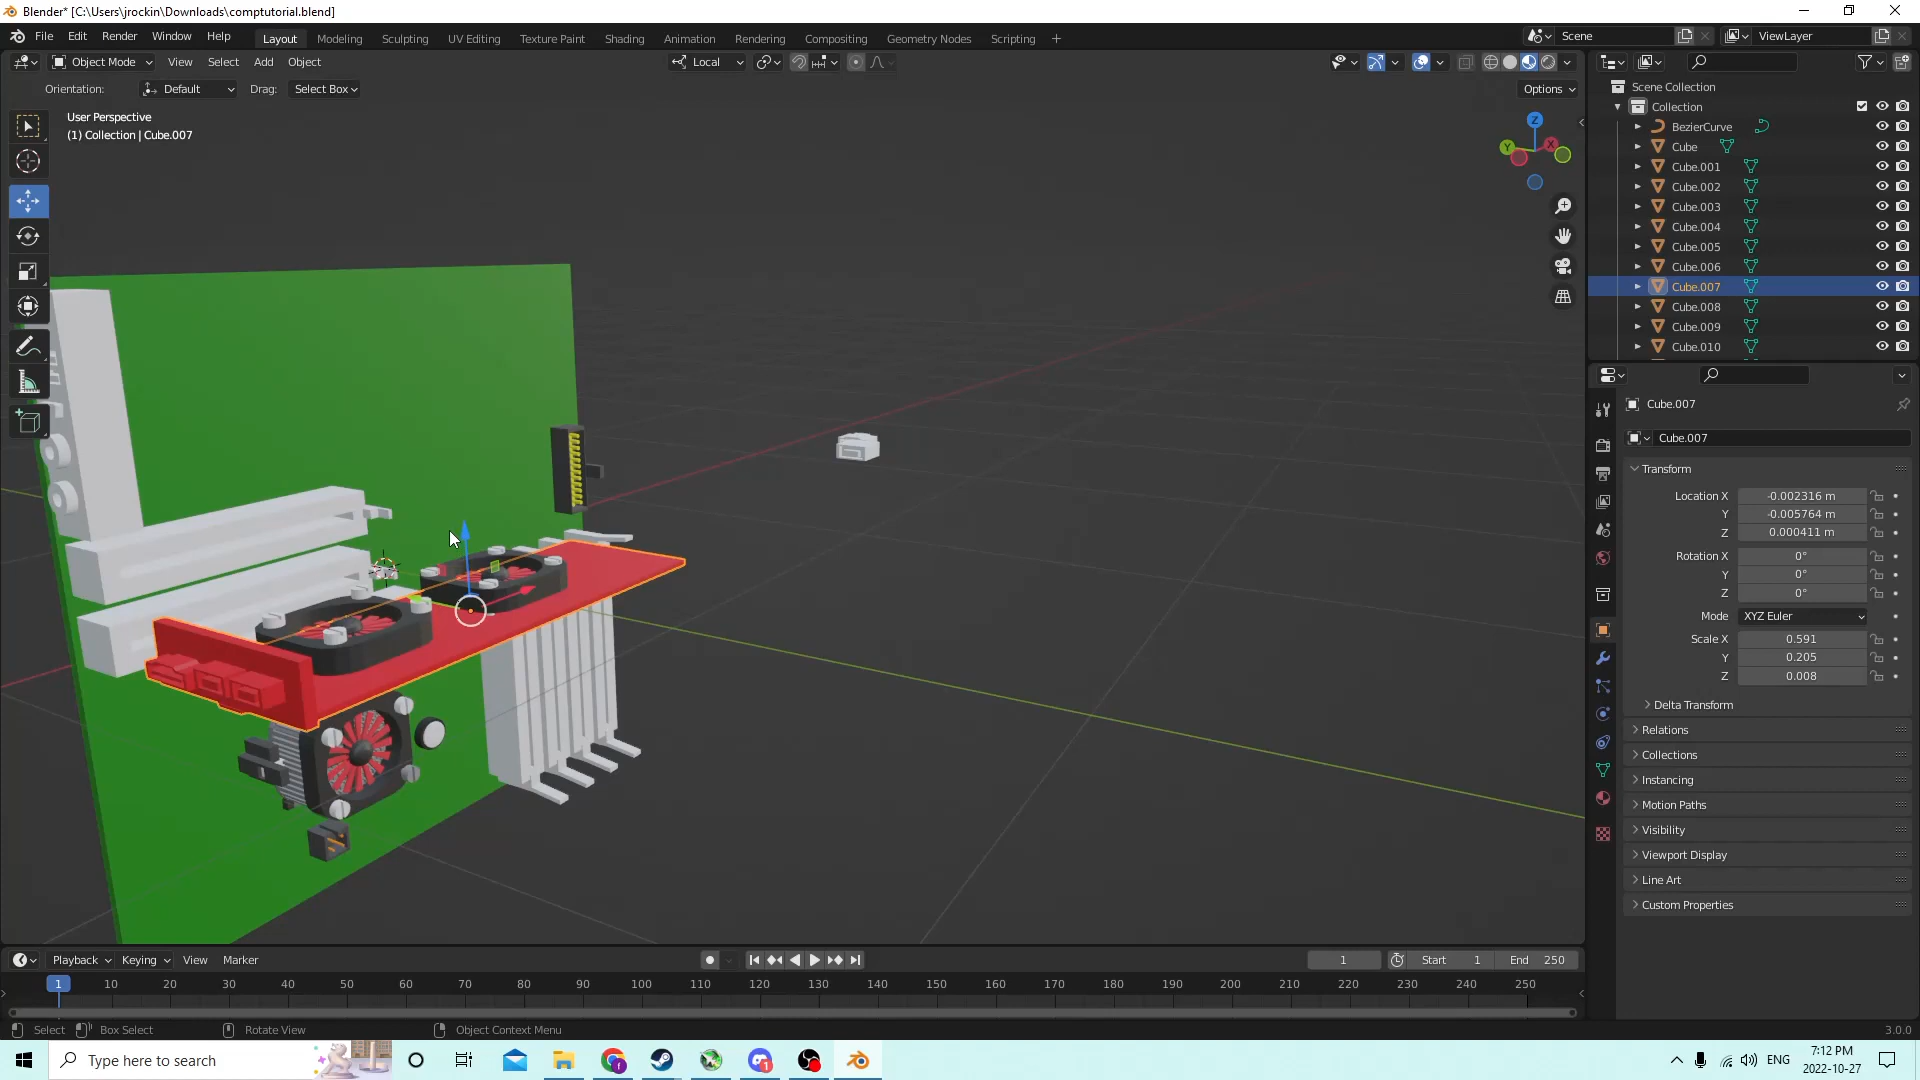 Blender* [C:\Users\jrockin\Downloads\comptutorial.blend]
File Edit Render Window Help
Layout Modeling Sculpting UV Editing Texture Paint Shading Animation Rendering Compositing Geometry Nodes Scripting +
Scene
ViewLayer
Object Mode View Select Add Object
Local
Orientation: Default Drag: Select Box
Options
User Perspective
(1) Collection | Cube.007
Z
Y
X
Scene Collection
Collection
BezierCurve
Cube
Cube.001
Cube.002
Cube.003
Cube.004
Cube.005
Cube.006
Cube.007
Cube.008
Cube.009
Cube.010
Cube.007
Cube.007
Transform
Location X -0.002316 m
Y -0.005764 m
Z 0.000411 m
Rotation X 0°
Y 0°
Z 0°
Mode XYZ Euler
Scale X 0.591
Y 0.205
Z 0.008
Delta Transform
Relations
Collections
Instancing
Motion Paths
Visibility
Viewport Display
Line Art
Custom Properties
Playback Keying View Marker
1 Start 1 End 250
1 10 20 30 40 50 60 70 80 90 100 110 120 130 140 150 160 170 180 190 200 210 220 230 240 250
Select Box Select Rotate View Object Context Menu
3.0.0
Type here to search
1
ENG
7:12 PM
2022-10-27